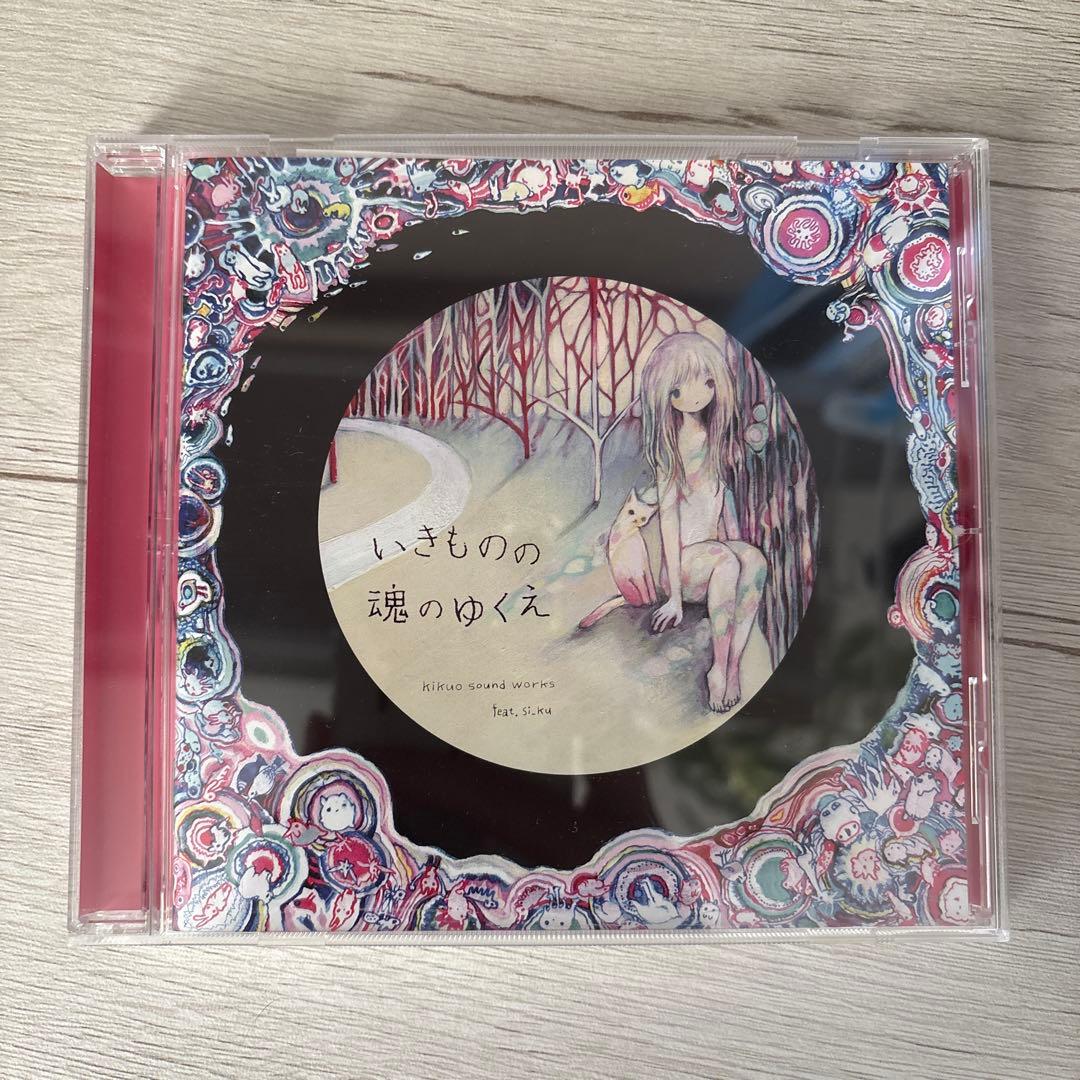 いきものの
魂のゆくえ
kikuo sound works
feat. si_ku